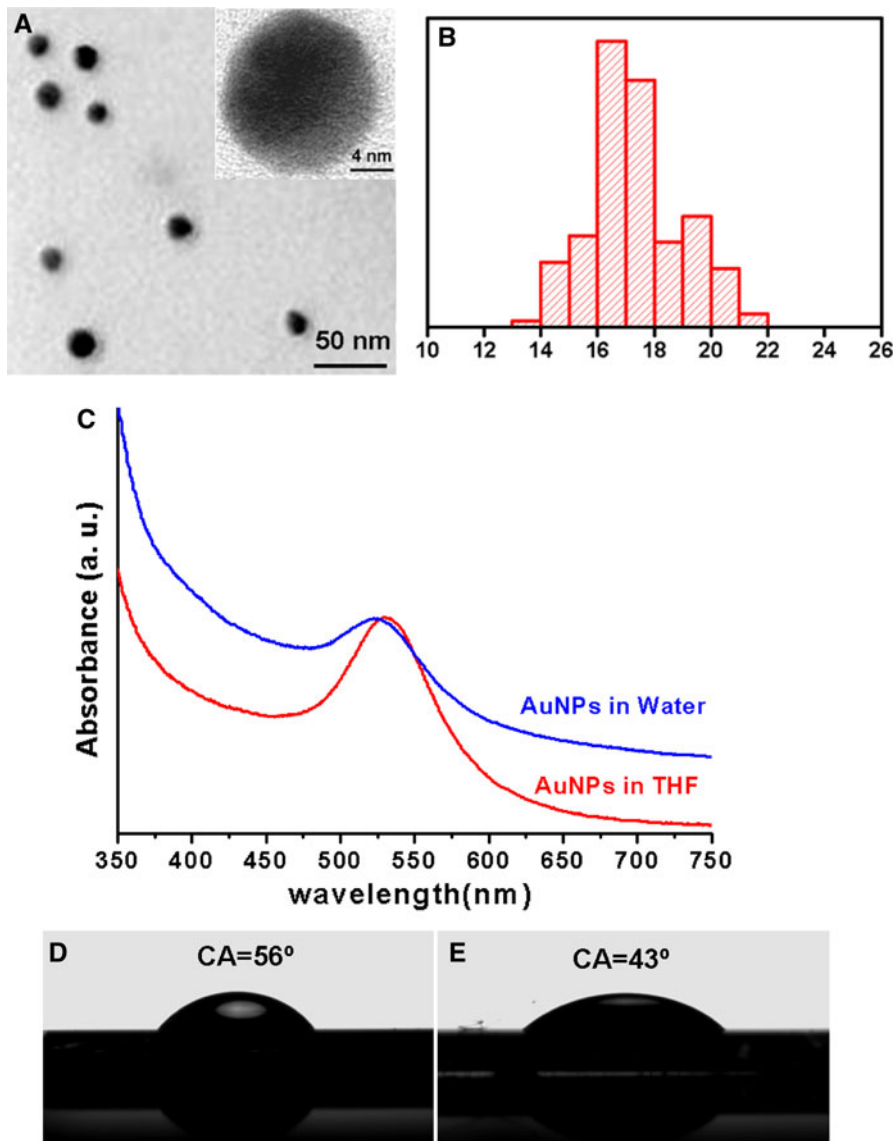 A
4 nm
50 nm
B
10 12 14 16 18 20 22 24 26
C
Absorbance (a. u.)
AuNPs in Water
AuNPs in THF
350 400 450 500 550 600 650 700 750
wavelength(nm)
D
CA=56º
E
CA=43º